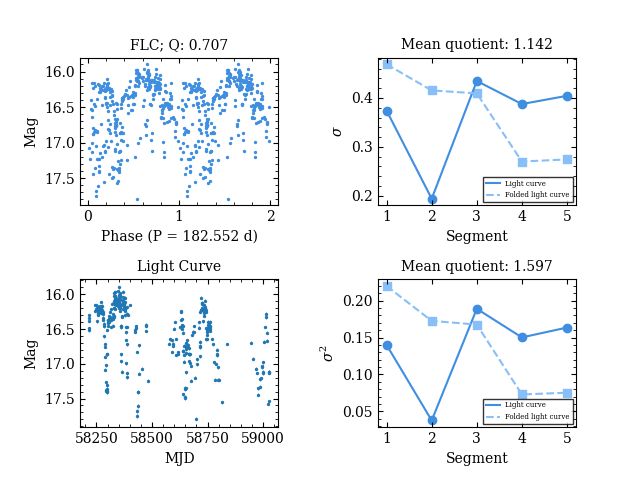 FLC; Q: 0.707
Mag
16.0
16.5
17.0
17.5
0
1
2
Phase (P = 182.552 d)
Mean quotient: 1.142
σ
0.4
0.3
0.2
1
2
3
4
5
Segment
Light curve
Folded light curve
Light Curve
Mag
16.0
16.5
17.0
17.5
58250
58500
58750
59000
MJD
Mean quotient: 1.597
σ²
0.20
0.15
0.10
0.05
1
2
3
4
5
Segment
Light curve
Folded light curve